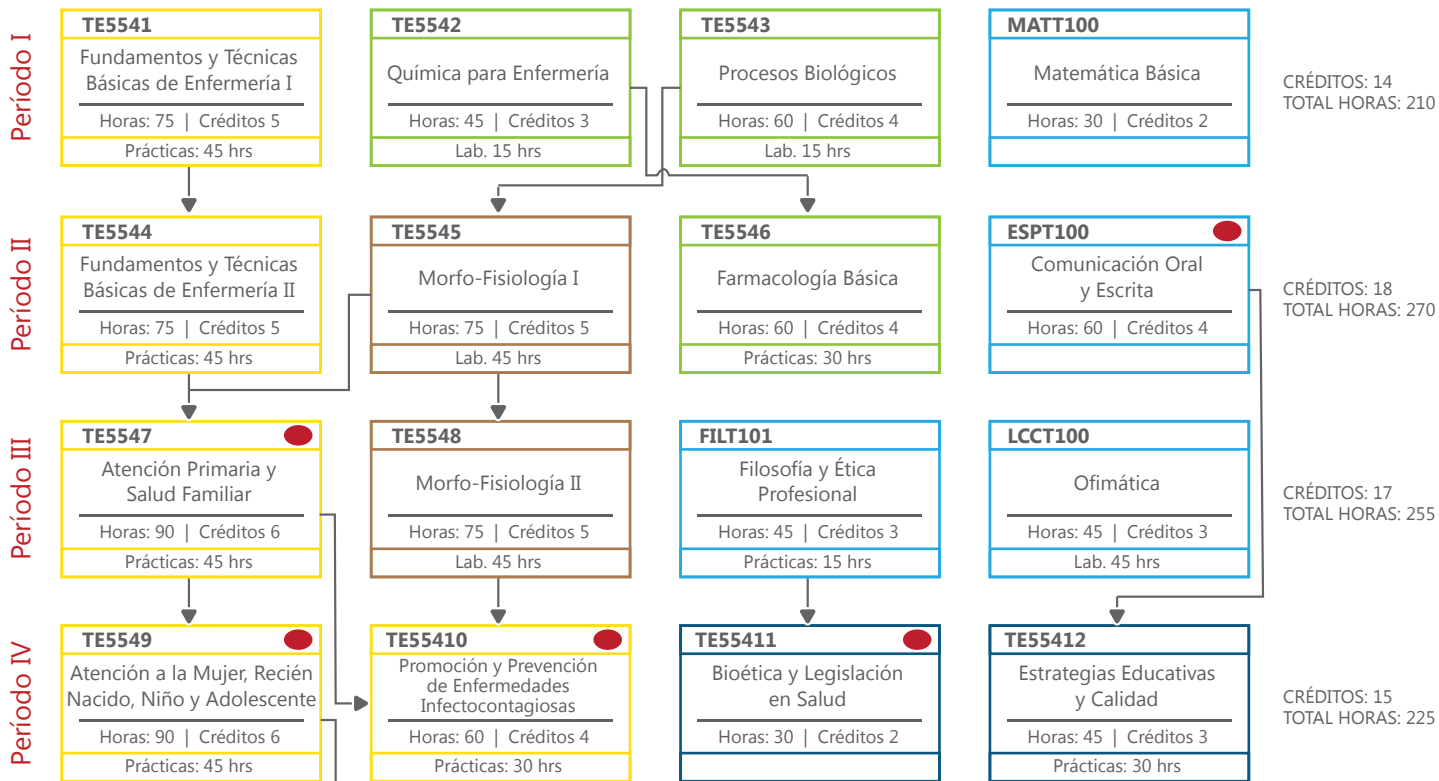 Período I
TE5541
Fundamentos y Técnicas
Básicas de Enfermería I
Horas: 75 | Créditos 5
Prácticas: 45 hrs
TE5542
Química para Enfermería
Horas: 45 | Créditos 3
Lab. 15 hrs
TE5543
Procesos Biológicos
Horas: 60 | Créditos 4
Lab. 15 hrs
MATT100
Matemática Básica
Horas: 30 | Créditos 2
CRÉDITOS: 14
TOTAL HORAS: 210
Período II
TE5544
Fundamentos y Técnicas
Básicas de Enfermería II
Horas: 75 | Créditos 5
Prácticas: 45 hrs
TE5545
Morfo-Fisiología I
Horas: 75 | Créditos 5
Lab. 45 hrs
TE5546
Farmacología Básica
Horas: 60 | Créditos 4
Prácticas: 30 hrs
ESPT100
Comunicación Oral
y Escrita
Horas: 60 | Créditos 4
CRÉDITOS: 18
TOTAL HORAS: 270
Período III
TE5547
Atención Primaria y
Salud Familiar
Horas: 90 | Créditos 6
Prácticas: 45 hrs
TE5548
Morfo-Fisiología II
Horas: 75 | Créditos 5
Lab. 45 hrs
FILT101
Filosofía y Ética
Profesional
Horas: 45 | Créditos 3
Prácticas: 15 hrs
LCCT100
Ofimática
Horas: 45 | Créditos 3
Lab. 45 hrs
CRÉDITOS: 17
TOTAL HORAS: 255
Período IV
TE5549
Atención a la Mujer, Recién
Nacido, Niño y Adolescente
Horas: 90 | Créditos 6
Prácticas: 45 hrs
TE55410
Promoción y Prevención
de Enfermedades
Infectocontagiosas
Horas: 60 | Créditos 4
Prácticas: 30 hrs
TE55411
Bioética y Legislación
en Salud
Horas: 30 | Créditos 2
TE55412
Estrategias Educativas
y Calidad
Horas: 45 | Créditos 3
Prácticas: 30 hrs
CRÉDITOS: 15
TOTAL HORAS: 225